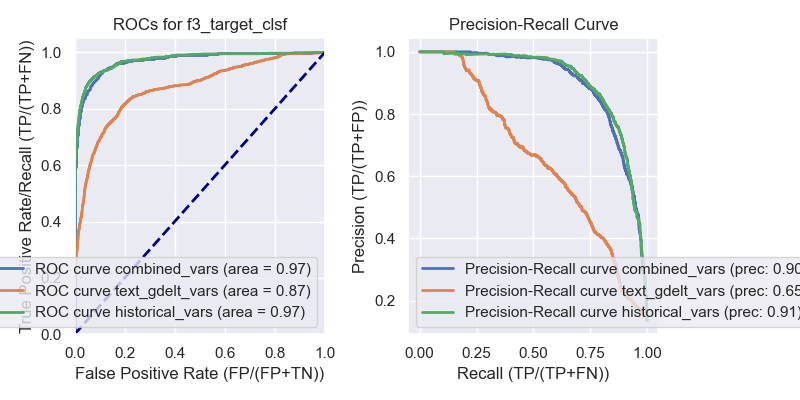 ROCs for f3_target_clsf
True Positive Rate/Recall (TP/(TP+FN))
1.0
0.8
0.6
0.4
0.2
0.0
ROC curve combined_vars (area = 0.97)
ROC curve text_gdelt_vars (area = 0.87)
ROC curve historical_vars (area = 0.97)
0.0 0.2 0.4 0.6 0.8 1.0
False Positive Rate (FP/(FP+TN))
Precision-Recall Curve
Precision (TP/(TP+FP))
1.0
0.8
0.6
0.4
0.2
Precision-Recall curve combined_vars (prec: 0.90
Precision-Recall curve text_gdelt_vars (prec: 0.65
Precision-Recall curve historical_vars (prec: 0.91)
0.00 0.25 0.50 0.75 1.00
Recall (TP/(TP+FN))